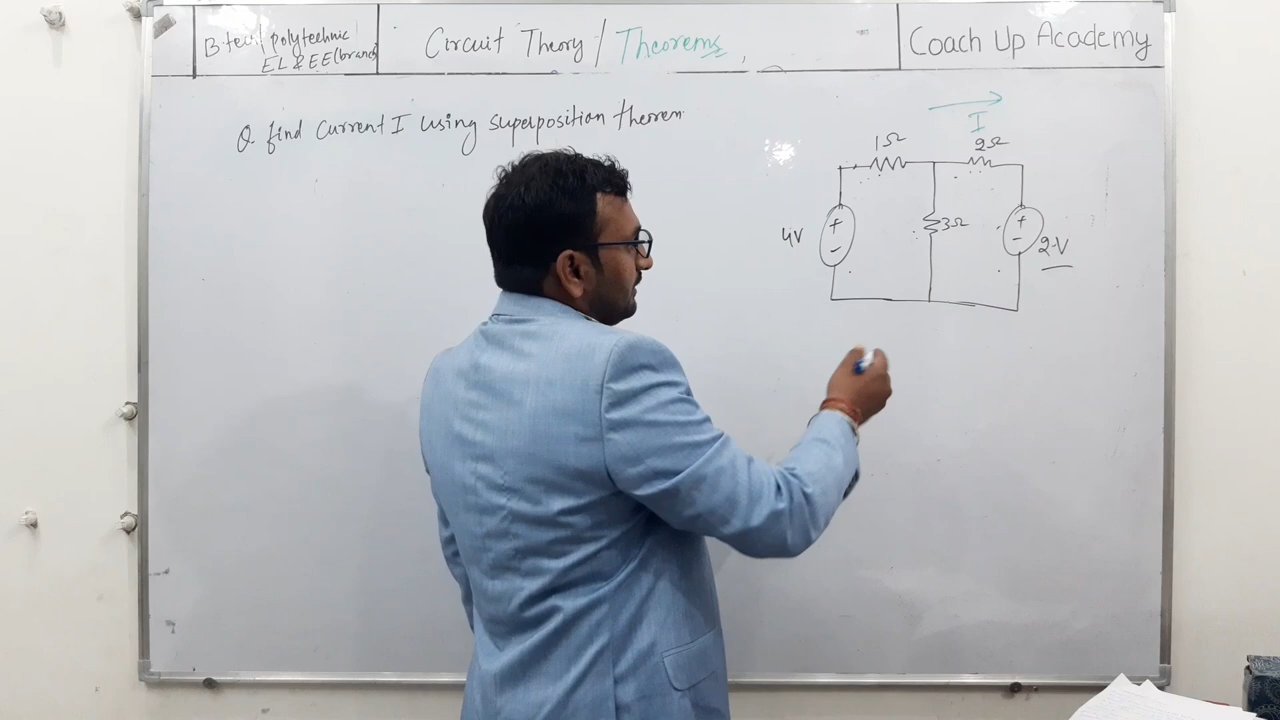 B.tech/polytechnic
EL & EE(branch)
Circuit Theory / Theorems
Coach Up Academy
Q. find Current I using superposition theorem
I
1Ω
2Ω
4V
+
-
3Ω
+
-
2V